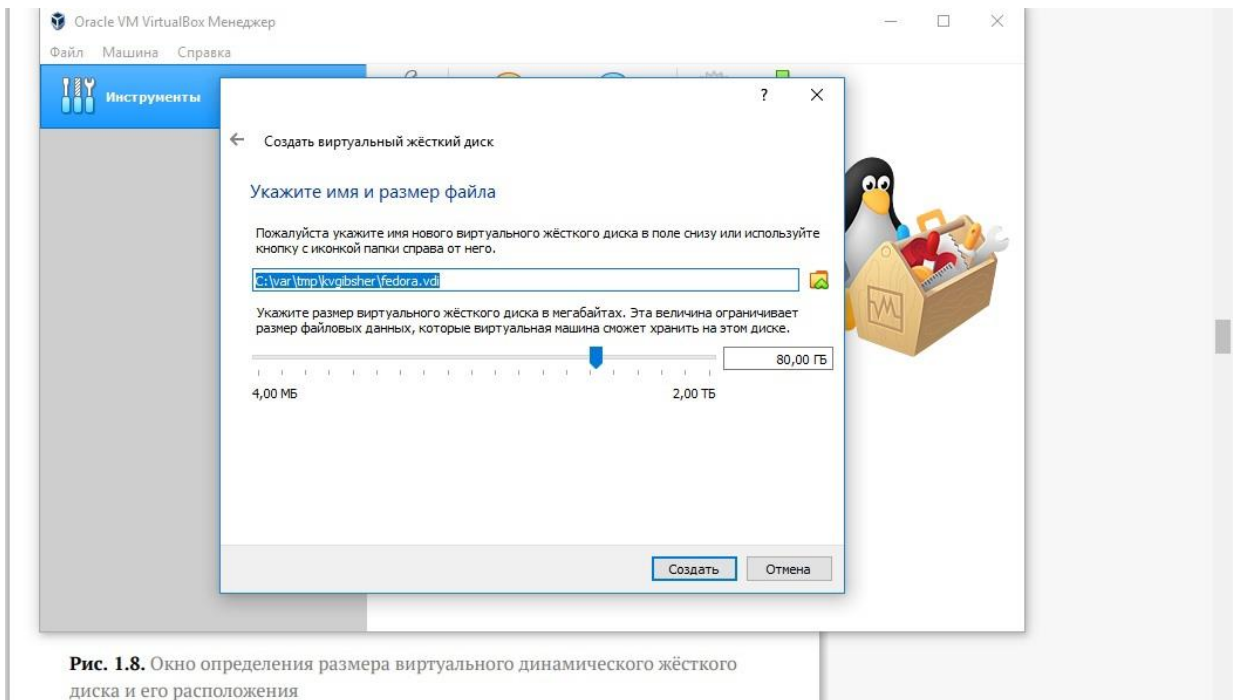 Oracle VM VirtualBox Менеджер
Файл Машина Справка
Инструменты
?
Создать виртуальный жёсткий диск
Укажите имя и размер файла
Пожалуйста укажите имя нового виртуального жёсткого диска в поле снизу или используйте
кнопку с иконкой папки справа от него.
C:\var\tmp\kvgibsher\fedora.vdi
Укажите размер виртуального жёсткого диска в мегабайтах. Эта величина ограничивает
размер файловых данных, которые виртуальная машина сможет хранить на этом диске.
80,00 ГБ
4,00 МБ 2,00 ТБ
Создать Отмена
Рис. 1.8. Окно определения размера виртуального динамического жёсткого
диска и его расположения